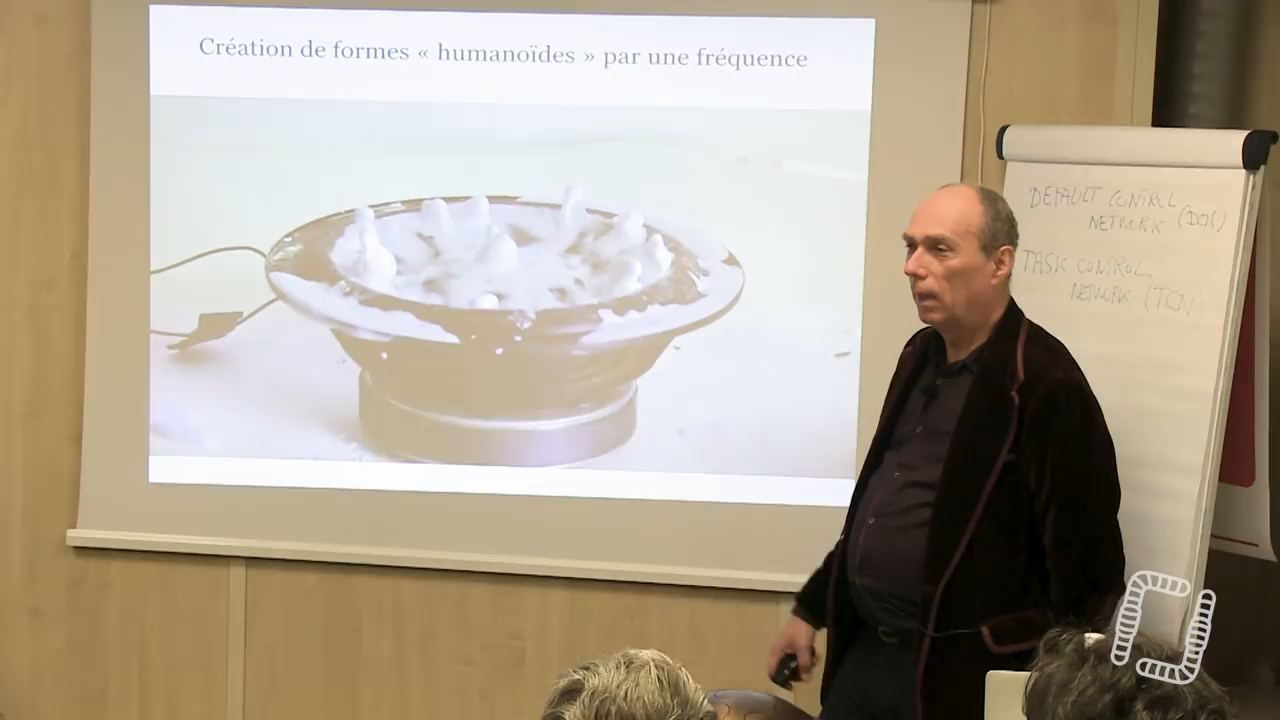 Création de formes « humanoïdes » par une fréquence
DEFAULT CONTROL
NETWORK (DCN)
TASK CONTROL
NETWORK (TCN)